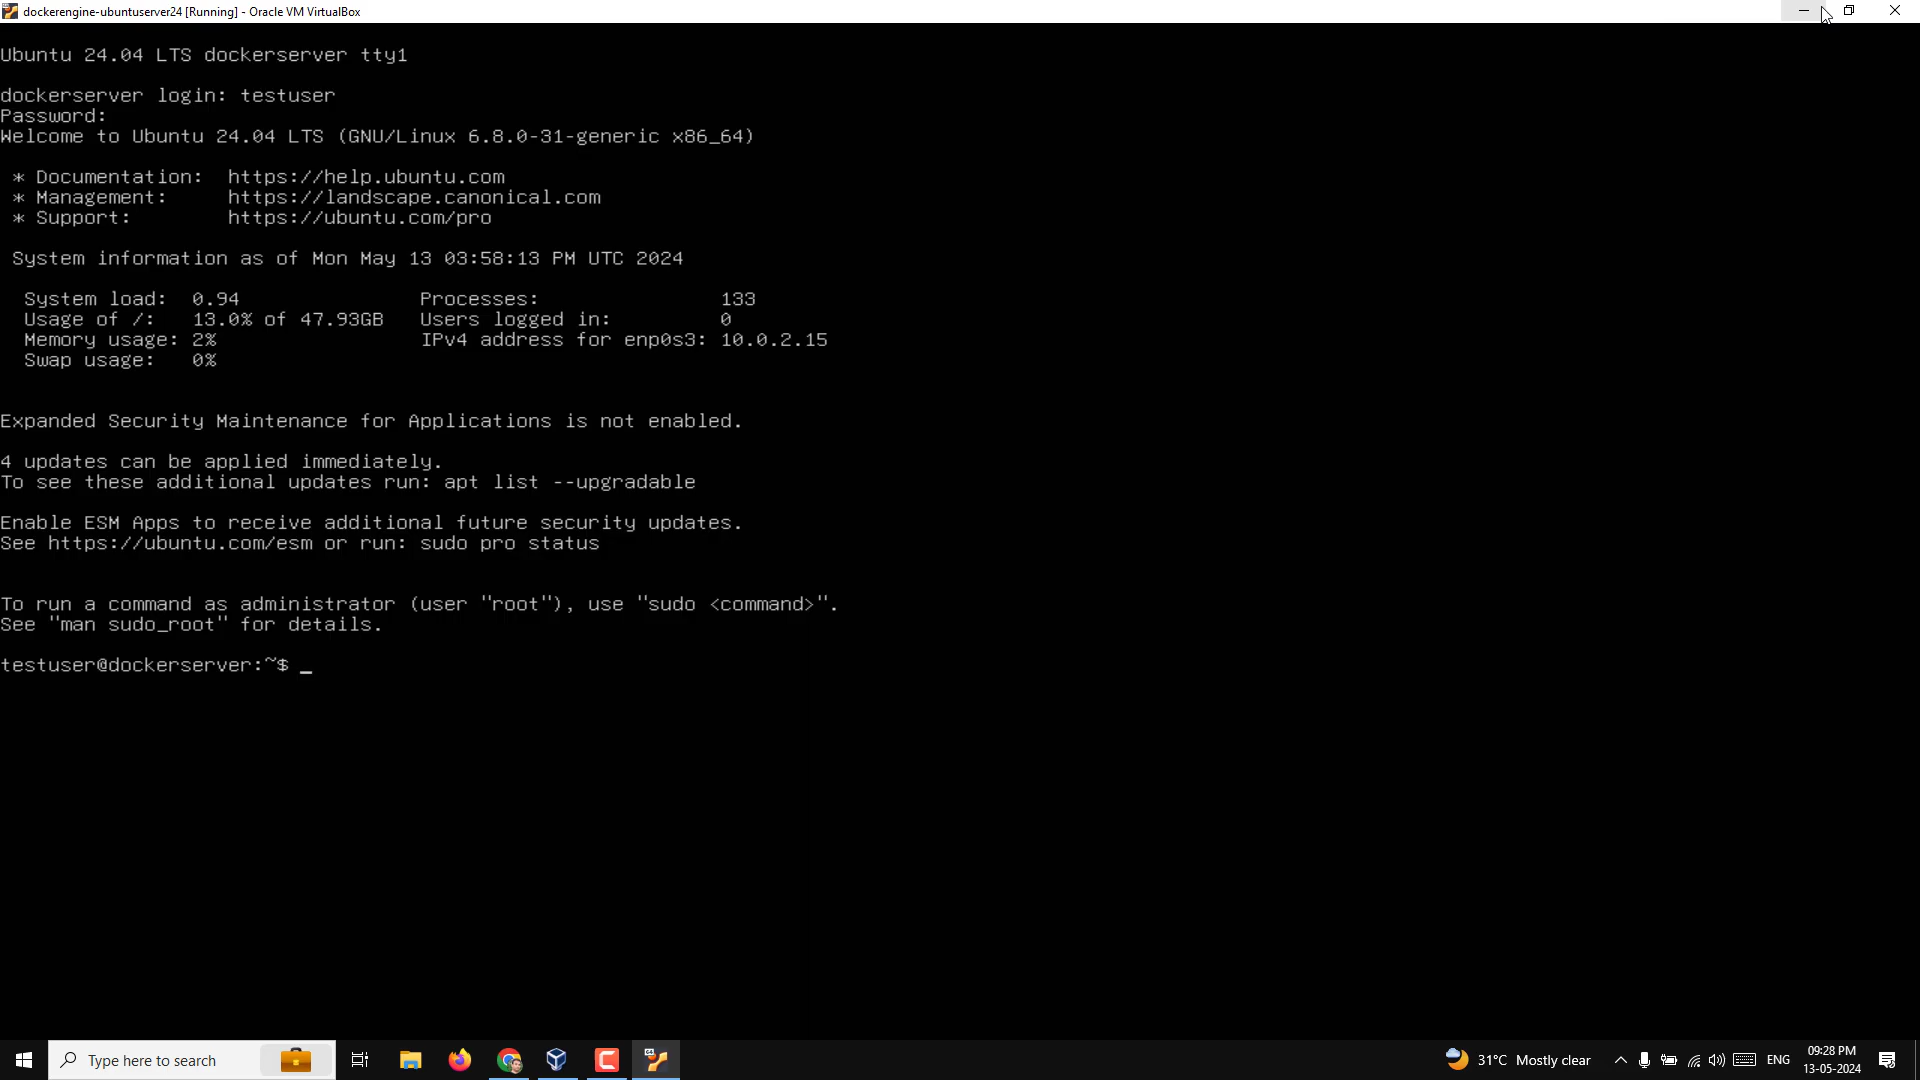 dockerengine-ubuntuserver24 [Running] - Oracle VM VirtualBox
Ubuntu 24.04 LTS dockerserver tty1
dockerserver login: testuser
Password:
Welcome to Ubuntu 24.04 LTS (GNU/Linux 6.8.0-31-generic x86_64)
* Documentation: https://help.ubuntu.com
* Management: https://landscape.canonical.com
* Support: https://ubuntu.com/pro
System information as of Mon May 13 03:58:13 PM UTC 2024
System load: 0.94 Processes: 133
Usage of /: 13.0% of 47.93GB Users logged in: 0
Memory usage: 2% IPv4 address for enp0s3: 10.0.2.15
Swap usage: 0%
Expanded Security Maintenance for Applications is not enabled.
4 updates can be applied immediately.
To see these additional updates run: apt list --upgradable
Enable ESM Apps to receive additional future security updates.
See https://ubuntu.com/esm or run: sudo pro status
To run a command as administrator (user "root"), use "sudo <command>".
See "man sudo_root" for details.
testuser@dockerserver:~$ _
Type here to search
31°C Mostly clear
ENG
09:28 PM
13-05-2024